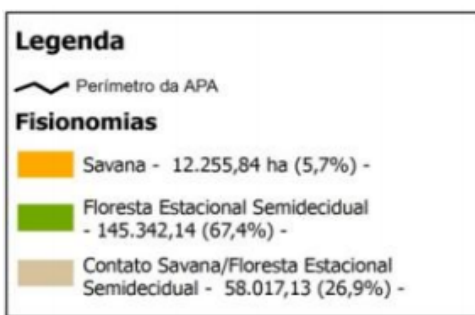 Legenda
Perímetro da APA
Fisionomias
Savana - 12.255,84 ha (5,7%) -
Floresta Estacional Semidecidual
- 145.342,14 (67,4%) -
Contato Savana/Floresta Estacional
Semidecidual - 58.017,13 (26,9%) -